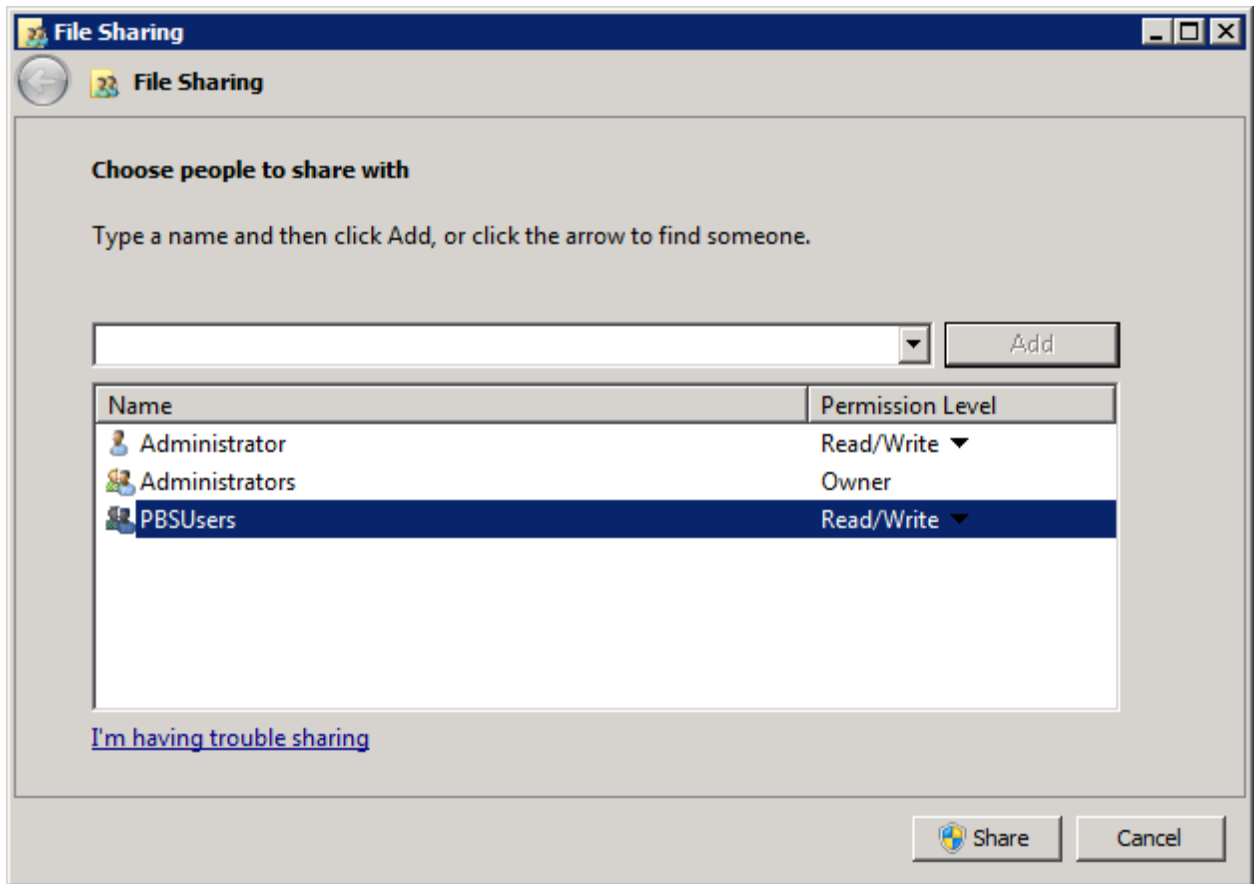 File Sharing
File Sharing
Choose people to share with
Type a name and then click Add, or click the arrow to find someone.
Add
Name Permission Level
Administrator Read/Write
Administrators Owner
PBSUsers Read/Write
I'm having trouble sharing
Share Cancel